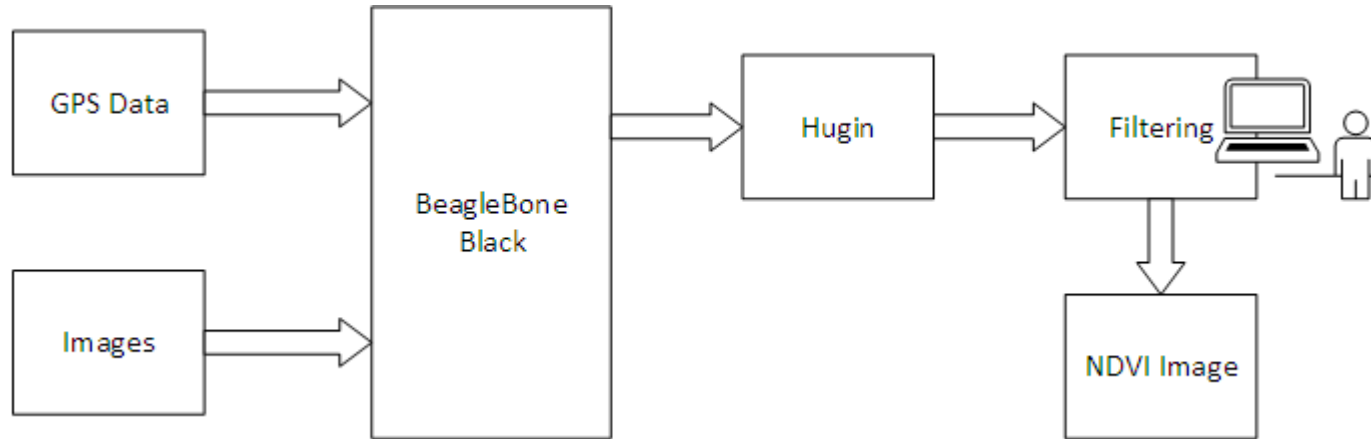 GPS Data
Images
BeagleBone
Black
Hugin
Filtering
NDVI Image